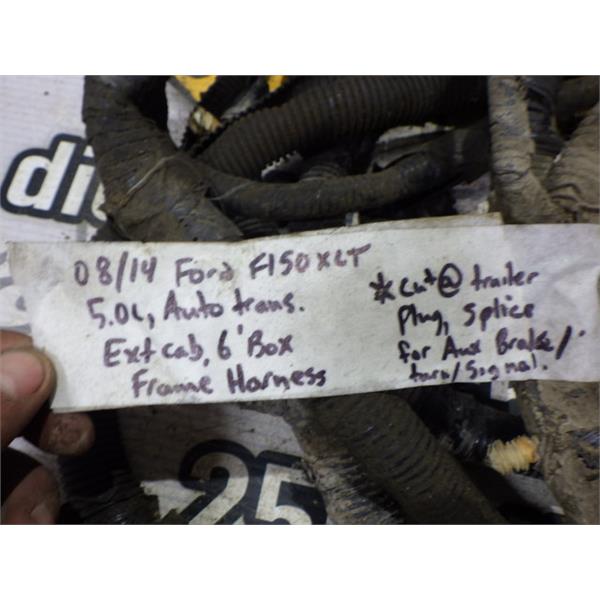 08/14 Ford F150 XLT
5.0L, Auto trans.
Ext cab, 6' Box
Frame Harness
*Cut @ trailer
Plug, splice
for Aux Brake/
turn/Signal.
di
25